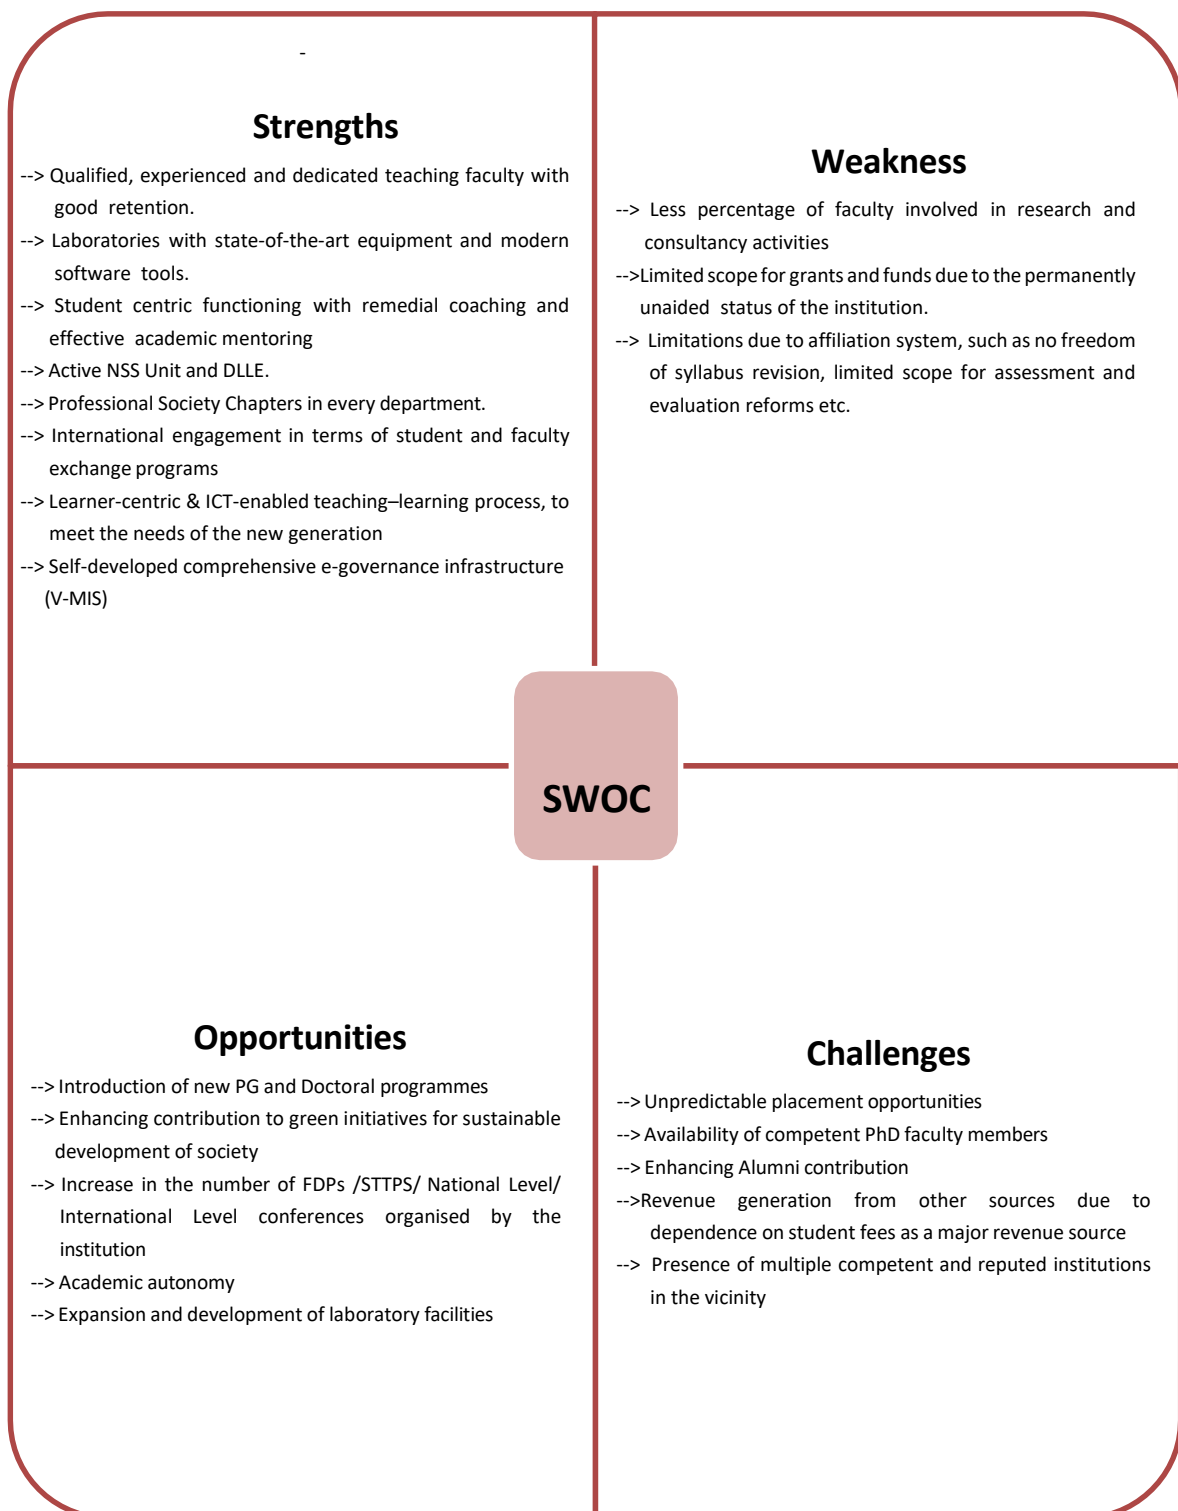 -
Strengths
--> Qualified, experienced and dedicated teaching faculty with
good retention.
--> Laboratories with state-of-the-art equipment and modern
software tools.
--> Student centric functioning with remedial coaching and
effective academic mentoring
--> Active NSS Unit and DLLE.
--> Professional Society Chapters in every department.
--> International engagement in terms of student and faculty
exchange programs
--> Learner-centric & ICT-enabled teaching–learning process, to
meet the needs of the new generation
--> Self-developed comprehensive e-governance infrastructure
(V-MIS)
Weakness
--> Less percentage of faculty involved in research and
consultancy activities
-->Limited scope for grants and funds due to the permanently
unaided status of the institution.
--> Limitations due to affiliation system, such as no freedom
of syllabus revision, limited scope for assessment and
evaluation reforms etc.
SWOC
Opportunities
--> Introduction of new PG and Doctoral programmes
--> Enhancing contribution to green initiatives for sustainable
development of society
--> Increase in the number of FDPs /STTPS/ National Level/
International Level conferences organised by the
institution
--> Academic autonomy
--> Expansion and development of laboratory facilities
Challenges
--> Unpredictable placement opportunities
--> Availability of competent PhD faculty members
--> Enhancing Alumni contribution
-->Revenue generation from other sources due to
dependence on student fees as a major revenue source
--> Presence of multiple competent and reputed institutions
in the vicinity